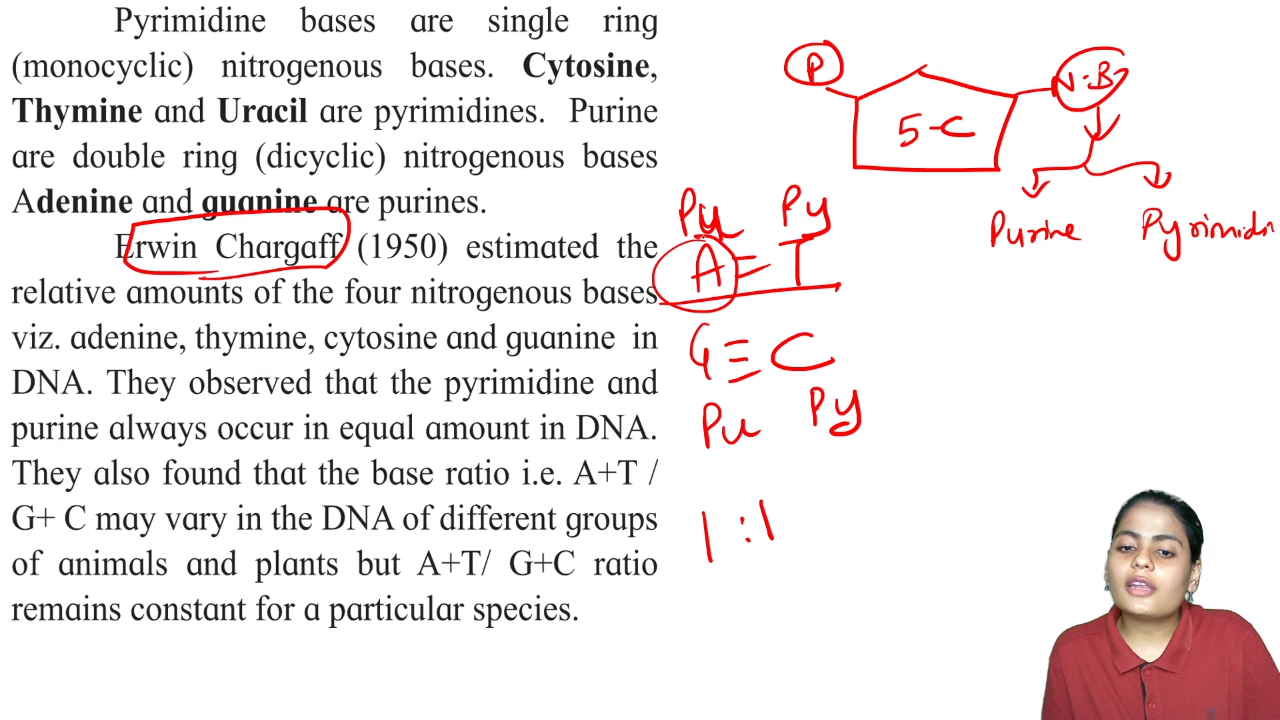 Pyrimidine bases are single ring
(monocyclic) nitrogenous bases. Cytosine,
Thymine and Uracil are pyrimidines. Purine
are double ring (dicyclic) nitrogenous bases
Adenine and guanine are purines.
Erwin Chargaff (1950) estimated the
relative amounts of the four nitrogenous bases
viz. adenine, thymine, cytosine and guanine in
DNA. They observed that the pyrimidine and
purine always occur in equal amount in DNA.
They also found that the base ratio i.e. A+T /
G+ C may vary in the DNA of different groups
of animals and plants but A+T/ G+C ratio
remains constant for a particular species.
P
5-C
N-B
Purine Pyrimidin
Pu Py
A = T
G ≡ C
Pu Py
1:1